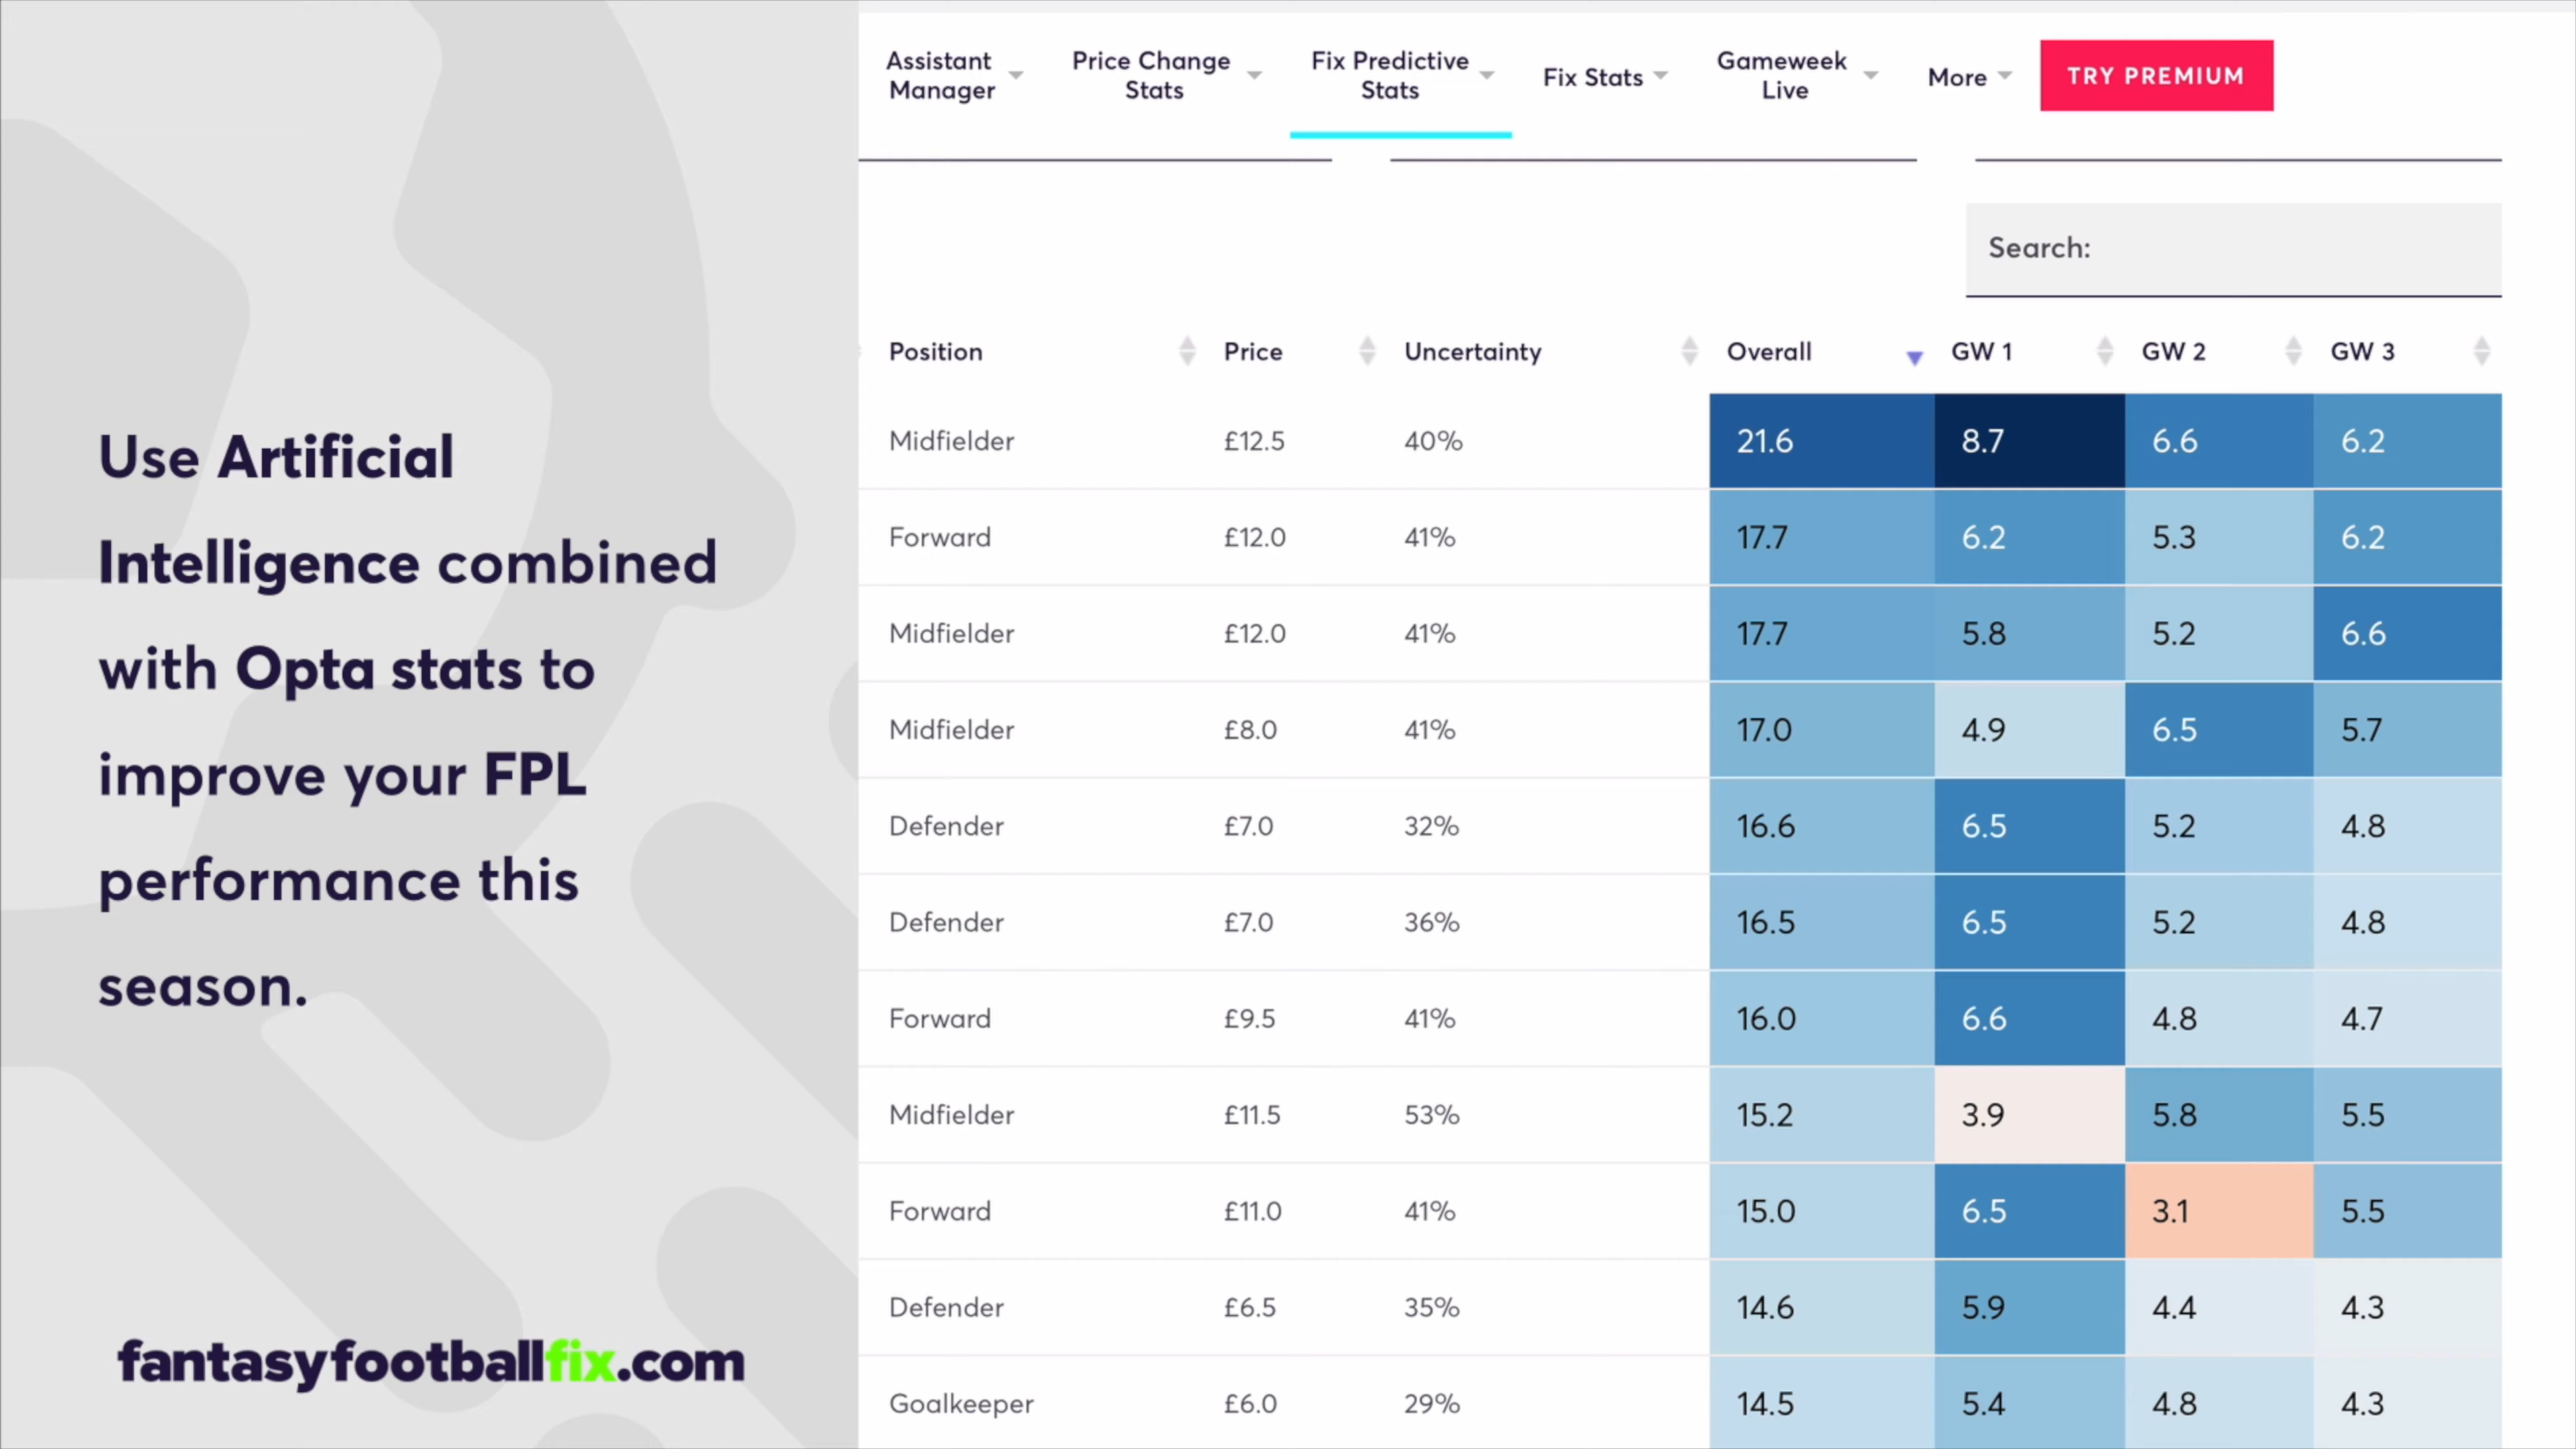 Use Artificial
Intelligence combined
with Opta stats to
improve your FPL
performance this
season.
fantasyfootballfix.com
Assistant Manager Price Change Stats Fix Predictive Stats Fix Stats Gameweek Live More TRY PREMIUM
Search:
Position Price Uncertainty Overall GW 1 GW 2 GW 3
Midfielder £12.5 40% 21.6 8.7 6.6 6.2
Forward £12.0 41% 17.7 6.2 5.3 6.2
Midfielder £12.0 41% 17.7 5.8 5.2 6.6
Midfielder £8.0 41% 17.0 4.9 6.5 5.7
Defender £7.0 32% 16.6 6.5 5.2 4.8
Defender £7.0 36% 16.5 6.5 5.2 4.8
Forward £9.5 41% 16.0 6.6 4.8 4.7
Midfielder £11.5 53% 15.2 3.9 5.8 5.5
Forward £11.0 41% 15.0 6.5 3.1 5.5
Defender £6.5 35% 14.6 5.9 4.4 4.3
Goalkeeper £6.0 29% 14.5 5.4 4.8 4.3